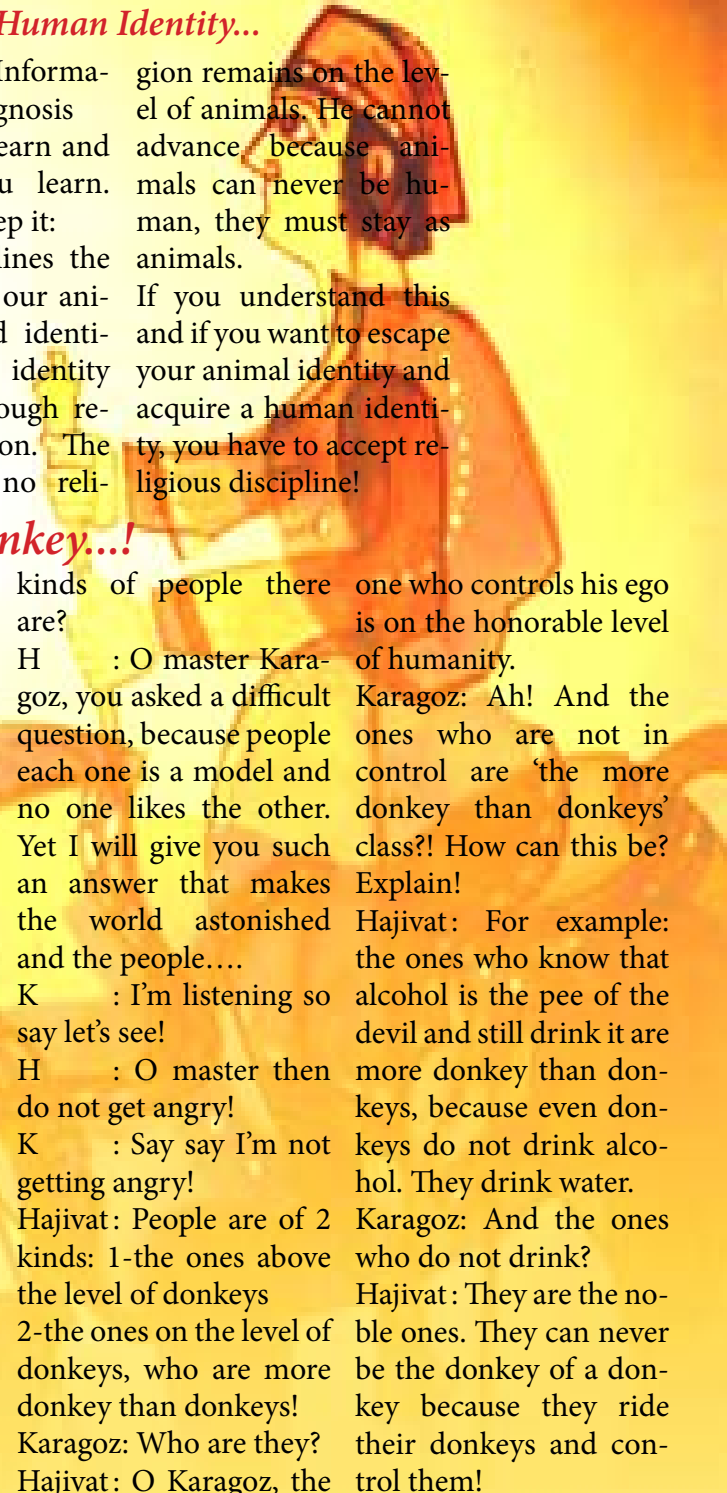 Human Identity...
Informa-
gnosis
earn and
u learn.
ep it:
ines the
our ani-
d identi-
identity
ough re-
on. The
no reli-
gion remains on the lev-
el of animals. He cannot
advance, because ani-
mals can never be hu-
man, they must stay as
animals.
If you understand this
and if you want to escape
your animal identity and
acquire a human identi-
ty, you have to accept re-
ligious discipline!
nkey...!
kinds of people there
are?
H : O master Kara-
goz, you asked a difficult
question, because people
each one is a model and
no one likes the other.
Yet I will give you such
an answer that makes
the world astonished
and the people….
K : I'm listening so
say let's see!
H : O master then
do not get angry!
K : Say say I'm not
getting angry!
Hajivat : People are of 2
kinds: 1-the ones above
the level of donkeys
2-the ones on the level of
donkeys, who are more
donkey than donkeys!
Karagoz: Who are they?
Hajivat : O Karagoz, the
one who controls his ego
is on the honorable level
of humanity.
Karagoz: Ah! And the
ones who are not in
control are ‘the more
donkey than donkeys’
class?! How can this be?
Explain!
Hajivat : For example:
the ones who know that
alcohol is the pee of the
devil and still drink it are
more donkey than don-
keys, because even don-
keys do not drink alco-
hol. They drink water.
Karagoz: And the ones
who do not drink?
Hajivat : They are the no-
ble ones. They can never
be the donkey of a don-
key because they ride
their donkeys and con-
trol them!